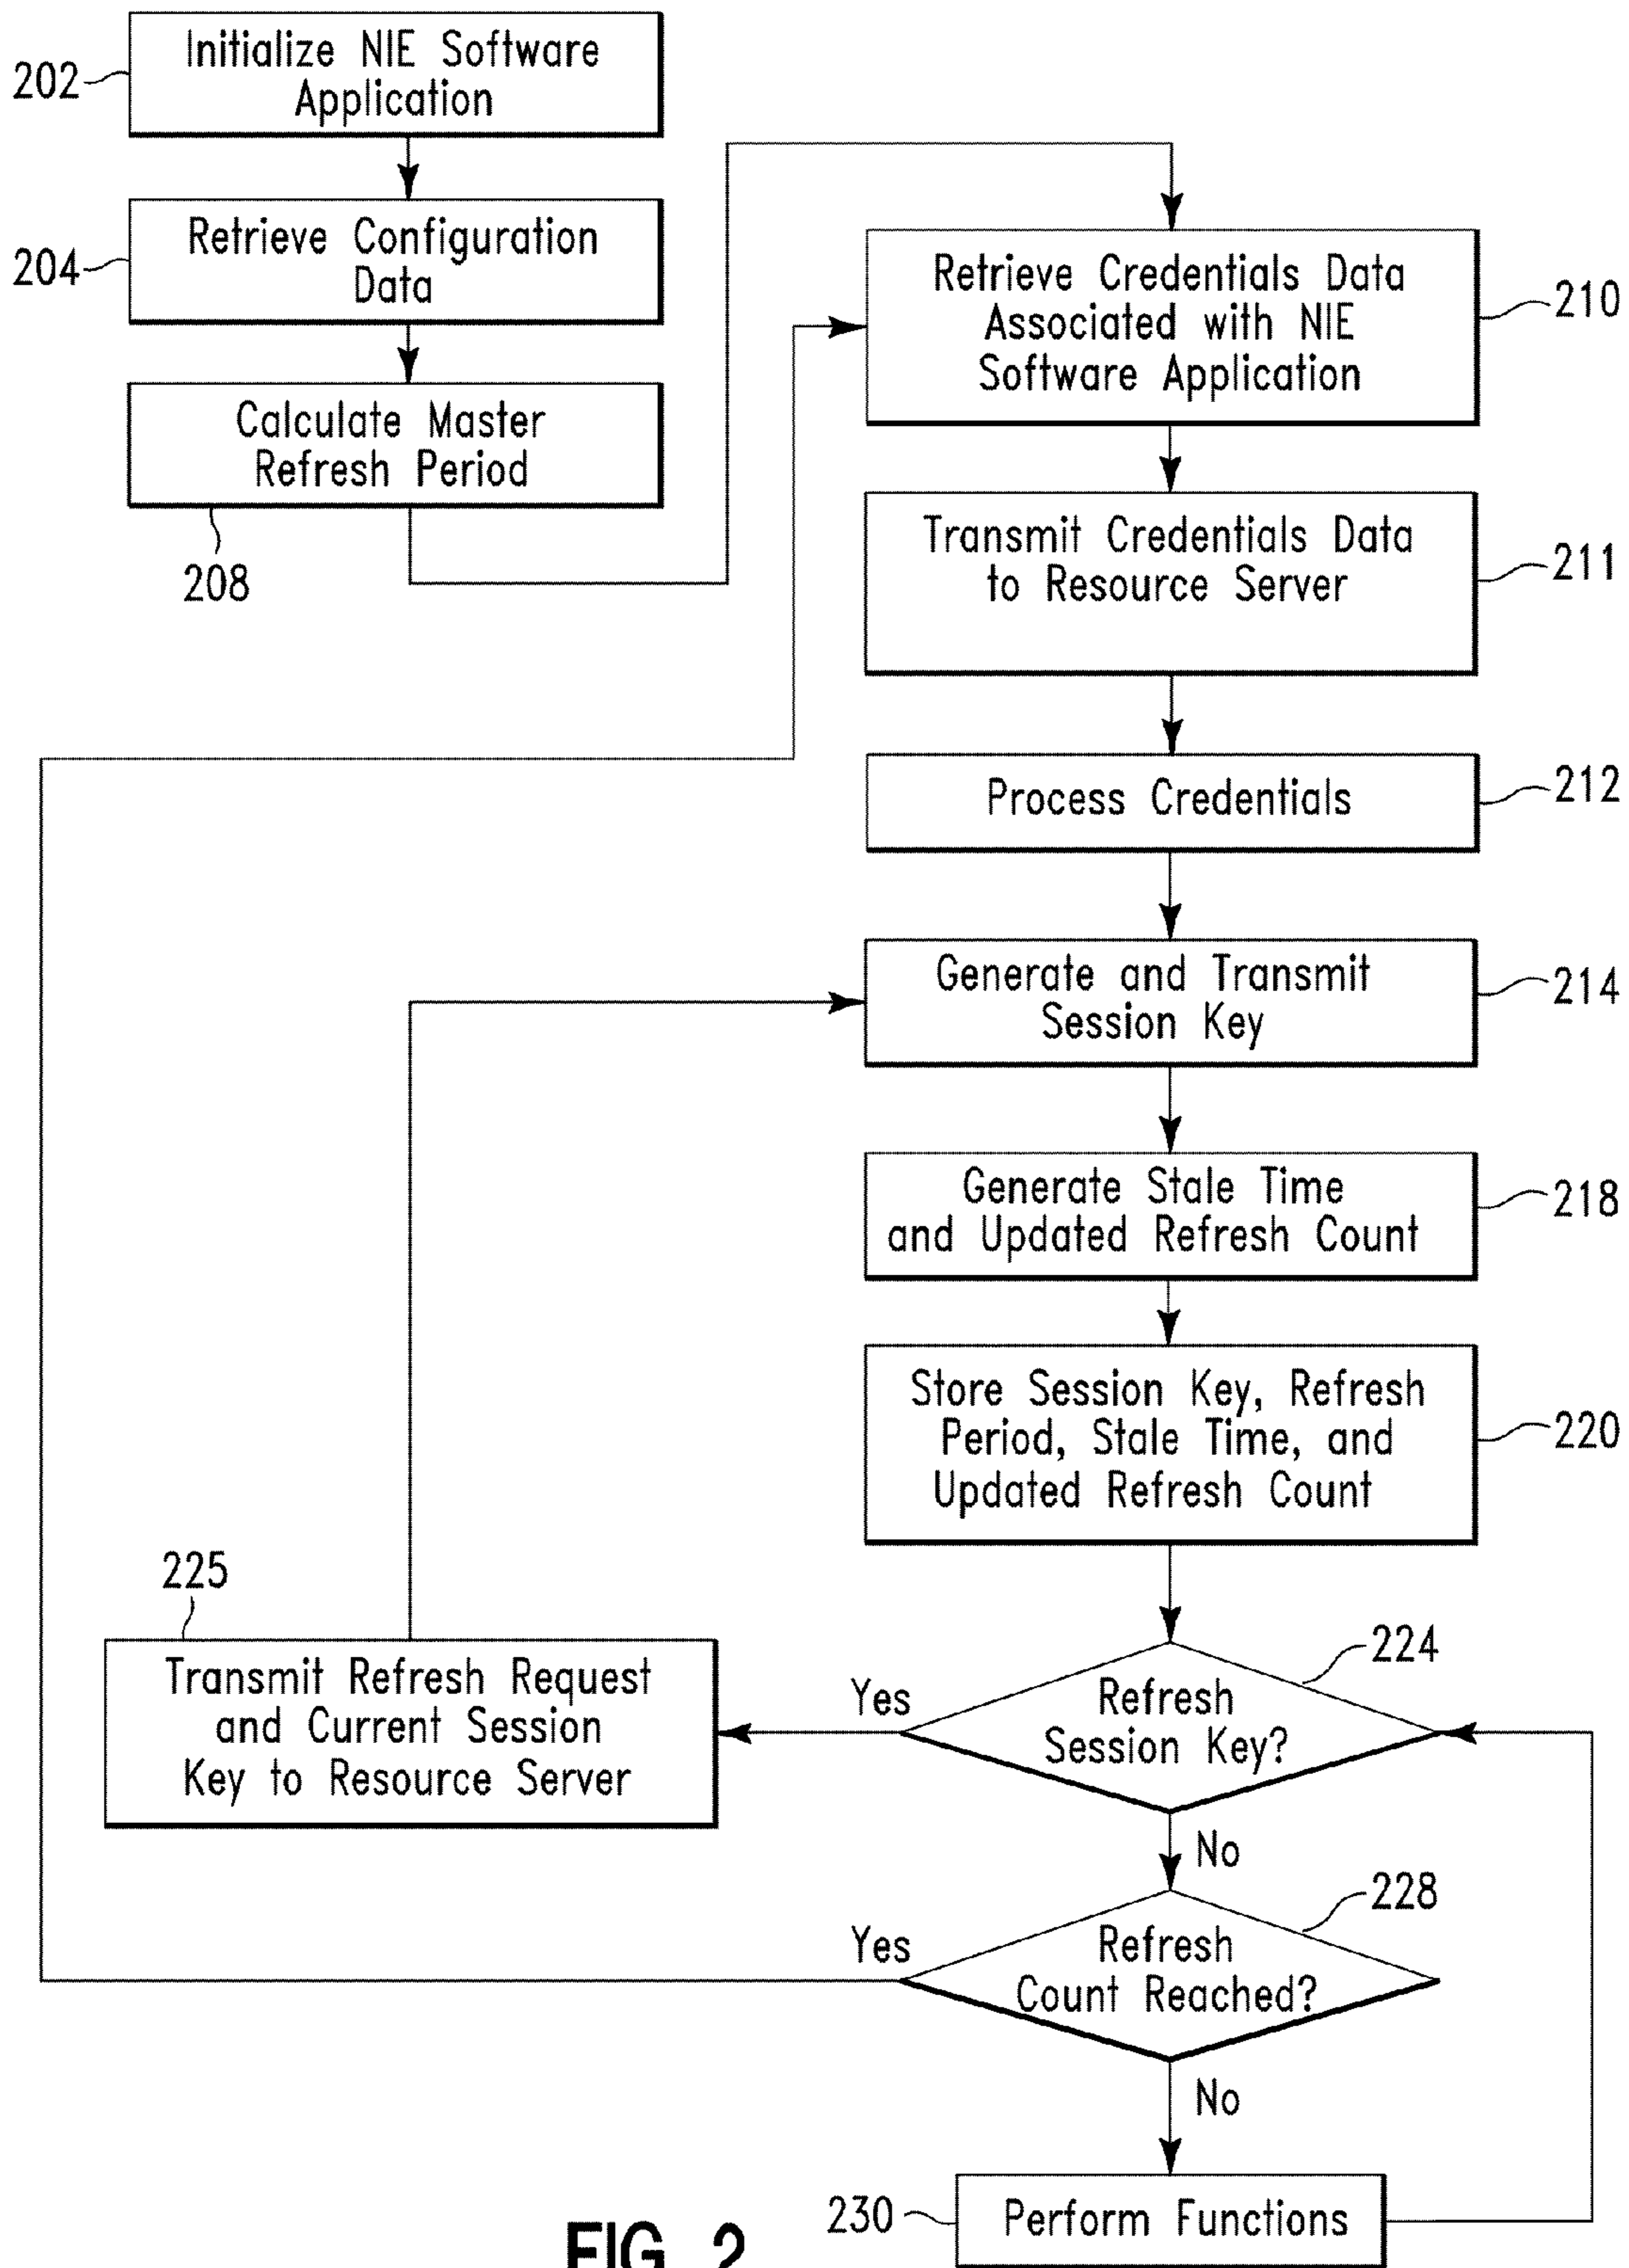 202
Initialize NIE Software
Application
204
Retrieve Configuration
Data
Calculate Master
Refresh Period
208
Retrieve Credentials Data
Associated with NIE
Software Application
210
Transmit Credentials Data
to Resource Server
211
Process Credentials
212
Generate and Transmit
Session Key
214
Generate Stale Time
and Updated Refresh Count
218
Store Session Key, Refresh
Period, Stale Time, and
Updated Refresh Count
220
225
Transmit Refresh Request
and Current Session
Key to Resource Server
Yes
Refresh
Session Key?
224
No
Yes
Refresh
Count Reached?
228
No
230
Perform Functions
FIG. 2